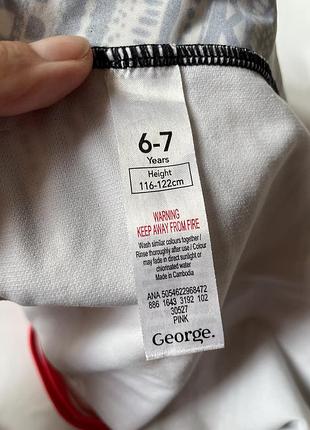 6-7
Years
Height
116-122cm
WARNING
KEEP AWAY FROM FIRE
Wash similar colours together /
Rinse thoroughly after use / Colour
may fade in direct sunlight or
chlorinated water
Made in Cambodia
ANA 5054622968472
886 1643 3192 102
30527
PINK
George.